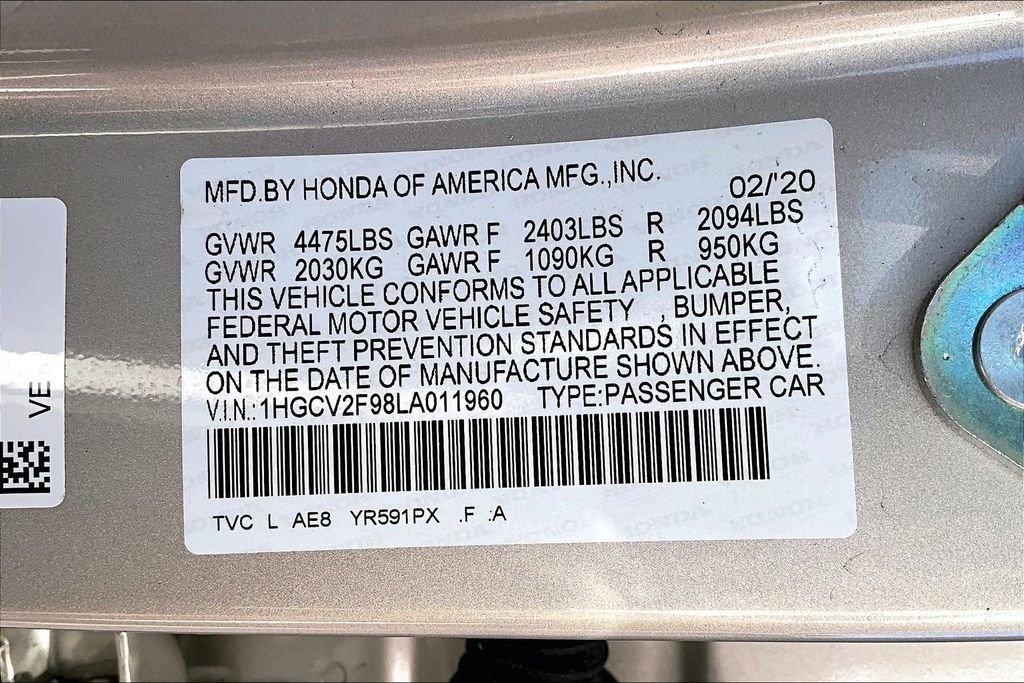 MFD.BY HONDA OF AMERICA MFG.,INC.
02/'20
GVWR 4475LBS GAWR F 2403LBS R 2094LBS
GVWR 2030KG GAWR F 1090KG R 950KG
THIS VEHICLE CONFORMS TO ALL APPLICABLE
FEDERAL MOTOR VEHICLE SAFETY , BUMPER,
AND THEFT PREVENTION STANDARDS IN EFFECT
ON THE DATE OF MANUFACTURE SHOWN ABOVE.
V.I.N.:1HGCV2F98LA011960 TYPE:PASSENGER CAR
TVC L AE8 YR591PX .F :A
VE